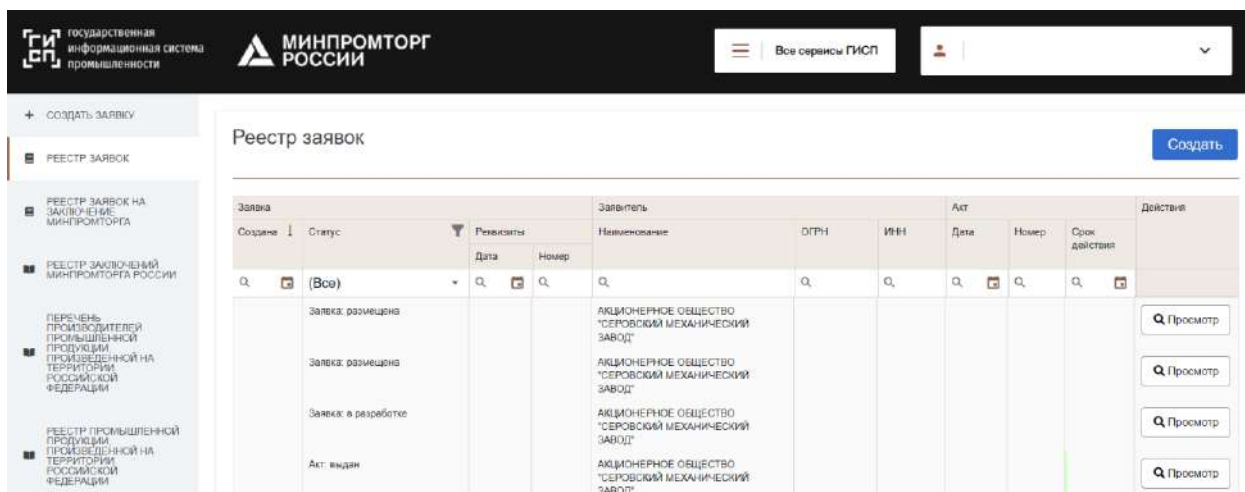 государственная
информационная система
промышленности
ГИСП
МИНПРОМТОРГ
РОССИИ
Все сервисы ГИСП
+ СОЗДАТЬ ЗАЯВКУ
РЕЕСТР ЗАЯВОК
РЕЕСТР ЗАЯВОК НА
ЗАКЛЮЧЕНИЕ
МИНПРОМТОРГА
РЕЕСТР ЗАКЛЮЧЕНИЙ
МИНПРОМТОРГА РОССИИ
ПЕРЕЧЕНЬ
ПРОИЗВОДИТЕЛЕЙ
ПРОМЫШЛЕННОЙ
ПРОДУКЦИИ
ПРОИЗВЕДЕННОЙ НА
ТЕРРИТОРИИ
РОССИЙСКОЙ
ФЕДЕРАЦИИ
РЕЕСТР ПРОМЫШЛЕННОЙ
ПРОДУКЦИИ
ПРОИЗВЕДЕННОЙ НА
ТЕРРИТОРИИ
РОССИЙСКОЙ
ФЕДЕРАЦИИ
Реестр заявок
Создать
Заявка Заявитель Акт Действия
Создана Статус Реквизиты Наименование ОГРН ИНН Дата Номер Срок
действия
Дата Номер
(Все)
Заявка: размещена АКЦИОНЕРНОЕ ОБЩЕСТВО
"СЕРОВСКИЙ МЕХАНИЧЕСКИЙ
ЗАВОД"
Просмотр
Заявка: размещена АКЦИОНЕРНОЕ ОБЩЕСТВО
"СЕРОВСКИЙ МЕХАНИЧЕСКИЙ
ЗАВОД"
Просмотр
Заявка: в разработке АКЦИОНЕРНОЕ ОБЩЕСТВО
"СЕРОВСКИЙ МЕХАНИЧЕСКИЙ
ЗАВОД"
Просмотр
Акт: выдан АКЦИОНЕРНОЕ ОБЩЕСТВО
"СЕРОВСКИЙ МЕХАНИЧЕСКИЙ
ЗАВОД"
Просмотр